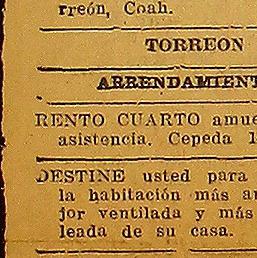 rreón, Coah.
TORREON
ARRENDAMIENT
RENTO CUARTO amue
asistencia. Cepeda 1
DESTINE usted para
la habitación más am
jor ventilada y más
leada de su casa.